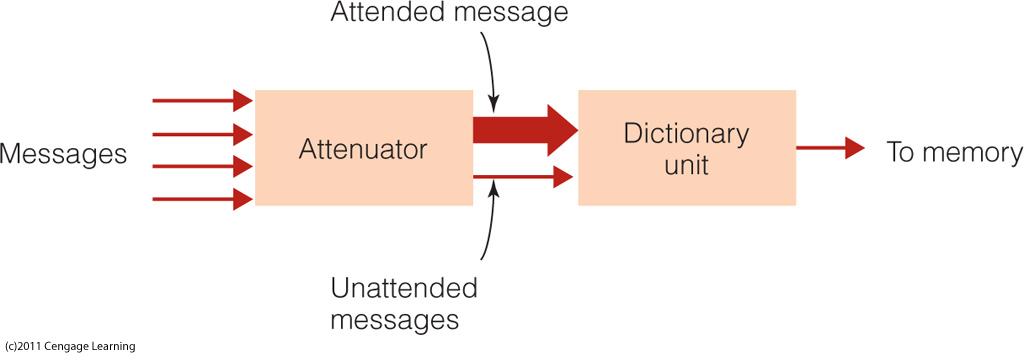 Attended message
Messages
Attenuator
Dictionary
unit
To memory
Unattended
messages
(c)2011 Cengage Learning